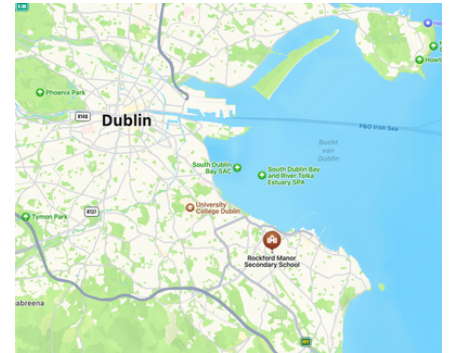 Howth
Phoenix Park
R148
Dublin
P&O Irish Sea
Bucht
von
Dublin
South Dublin
Bay SAC
South Dublin Bay
and River Tolka
Estuary SPA
University
College Dublin
R137
Tymon Park
Rockford Manor
Secondary School
abreena